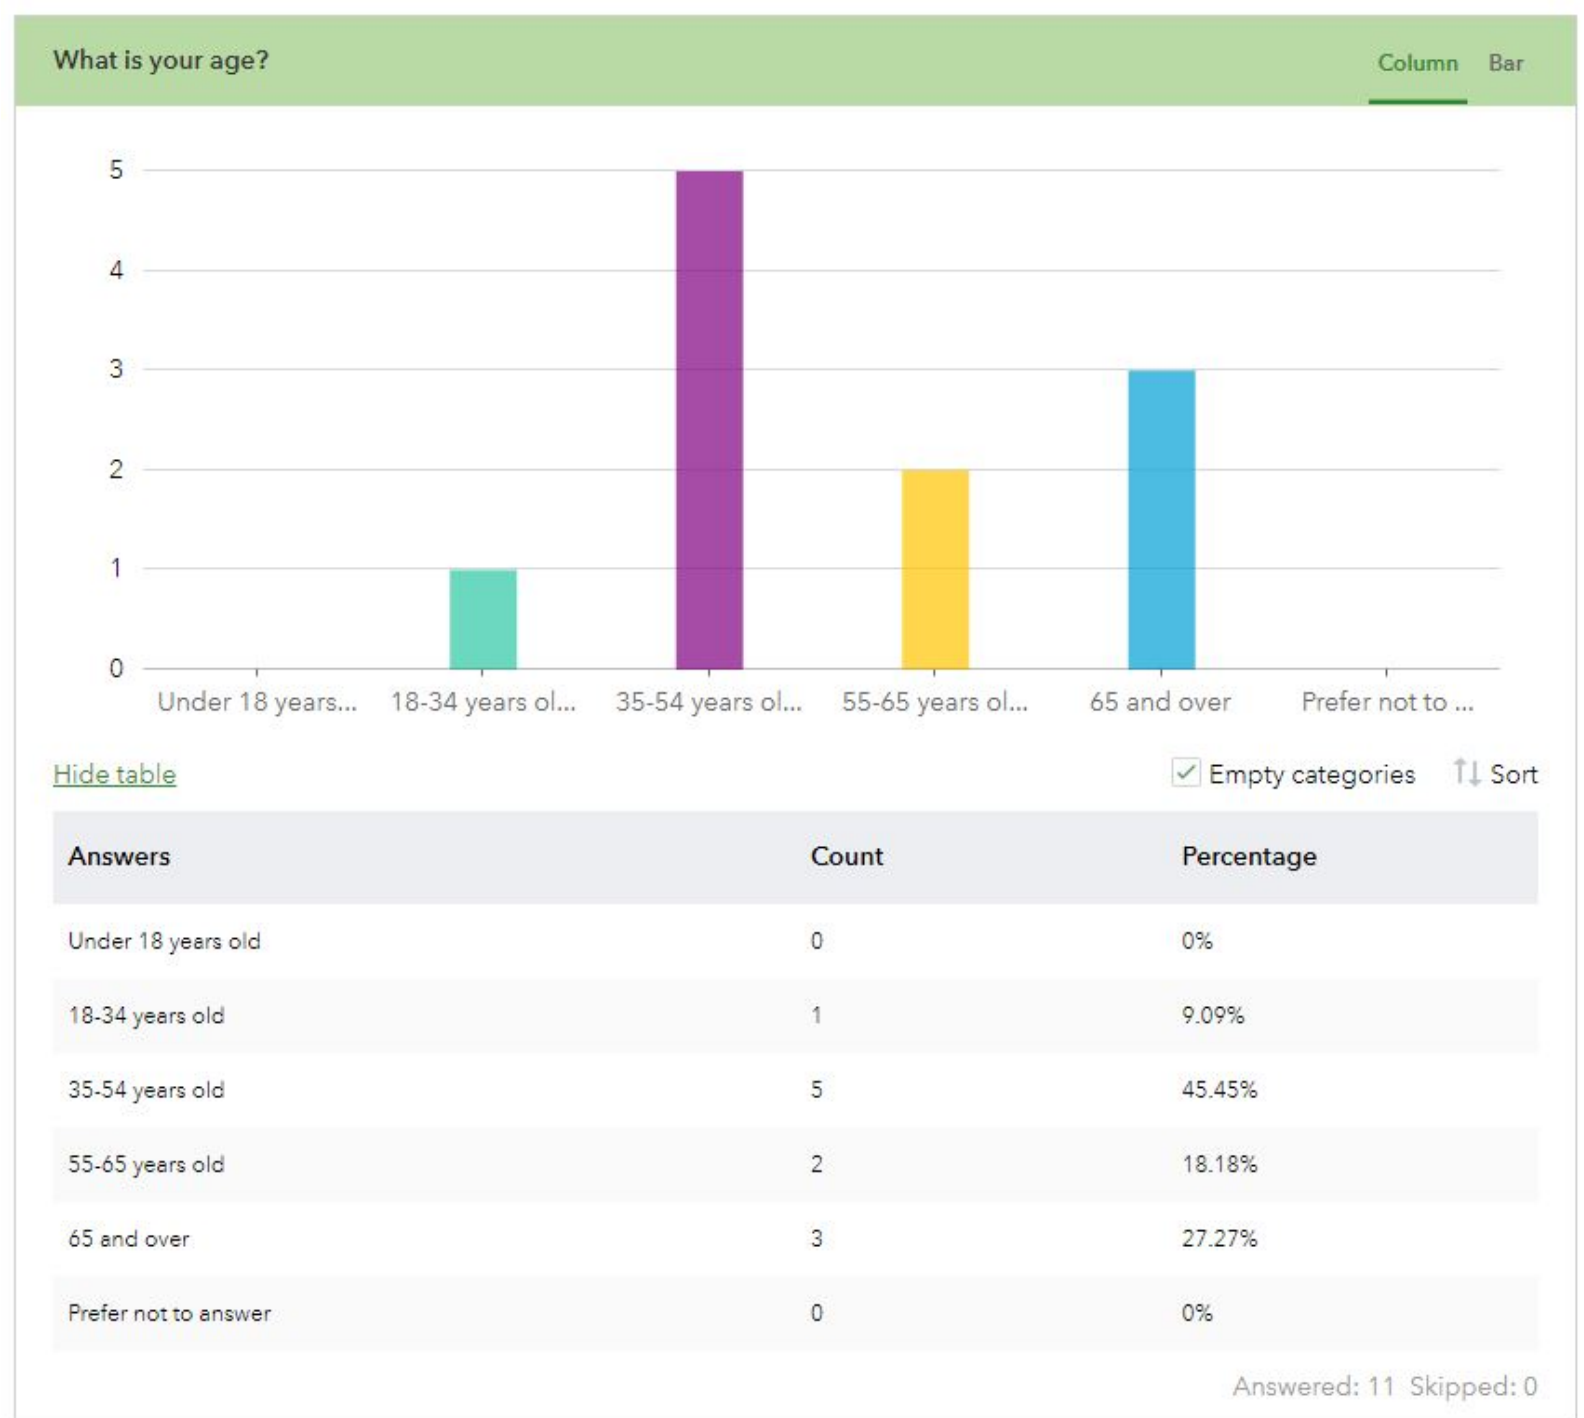 What is your age?
Column Bar
5
4
3
2
1
0
Under 18 years... 18-34 years ol... 35-54 years ol... 55-65 years ol... 65 and over Prefer not to ...
Hide table Empty categories Sort
Answers Count Percentage
Under 18 years old 0 0%
18-34 years old 1 9.09%
35-54 years old 5 45.45%
55-65 years old 2 18.18%
65 and over 3 27.27%
Prefer not to answer 0 0%
Answered: 11 Skipped: 0